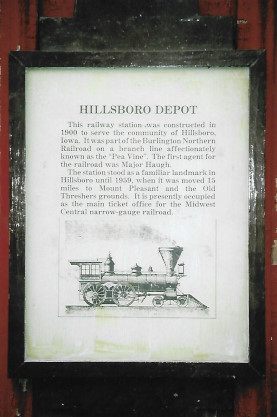 HILLSBORO DEPOT
This railway station was constructed in
1900 to serve the community of Hillsboro,
Iowa. It was part of the Burlington Northern
Railroad on a branch line affectionately
known as the "Pea Vine". The first agent for
the railroad was Major Haugh.
The station stood as a familiar landmark in
Hillsboro until 1959, when it was moved 15
miles to Mount Pleasant and the Old
Threshers grounds. It is presently occupied
as the main ticket office for the Midwest
Central narrow-gauge railroad.